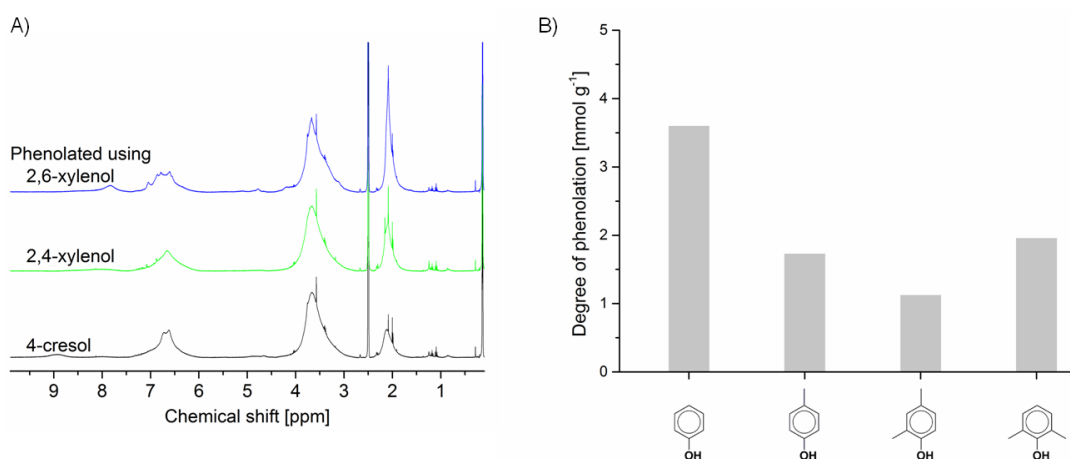 A)
Phenolated using
2,6-xylenol
2,4-xylenol
4-cresol
9 8 7 6 5 4 3 2 1
Chemical shift [ppm]
B)
Degree of phenolation [mmol g⁻¹]
5
4
3
2
1
0
OH OH OH OH